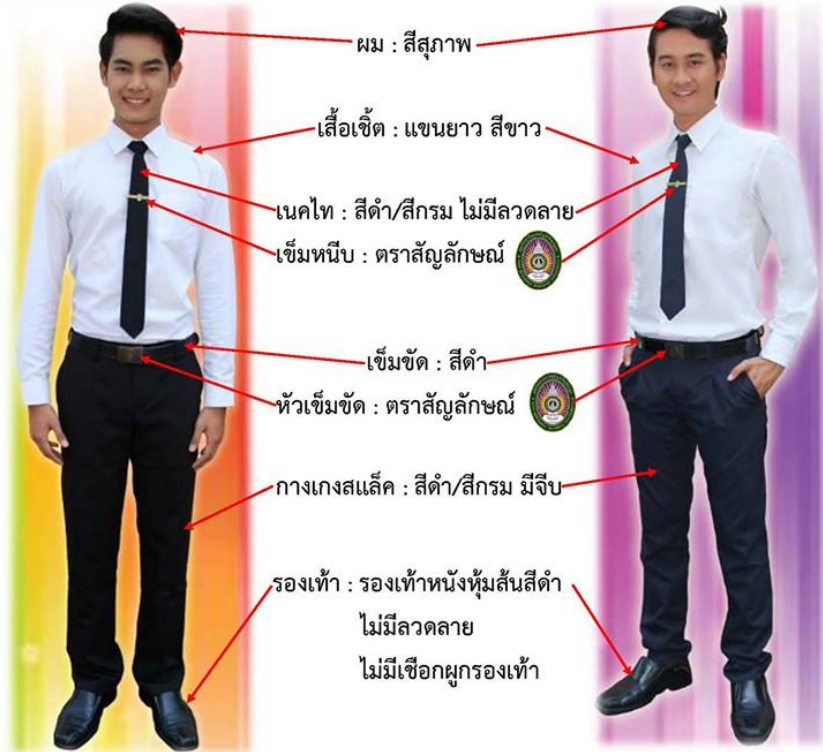 ผม : สีสุภาพ
เสื้อเชิ้ต : แขนยาว สีขาว
เนคไท : สีดำ/สีกรม ไม่มีลวดลาย
เข็มหนีบ : ตราสัญลักษณ์
เข็มขัด : สีดำ
หัวเข็มขัด : ตราสัญลักษณ์
กางเกงสแล็ค : สีดำ/สีกรม มีจีบ
รองเท้า : รองเท้าหนังหุ้มส้นสีดำ
ไม่มีลวดลาย
ไม่มีเชือกผูกรองเท้า